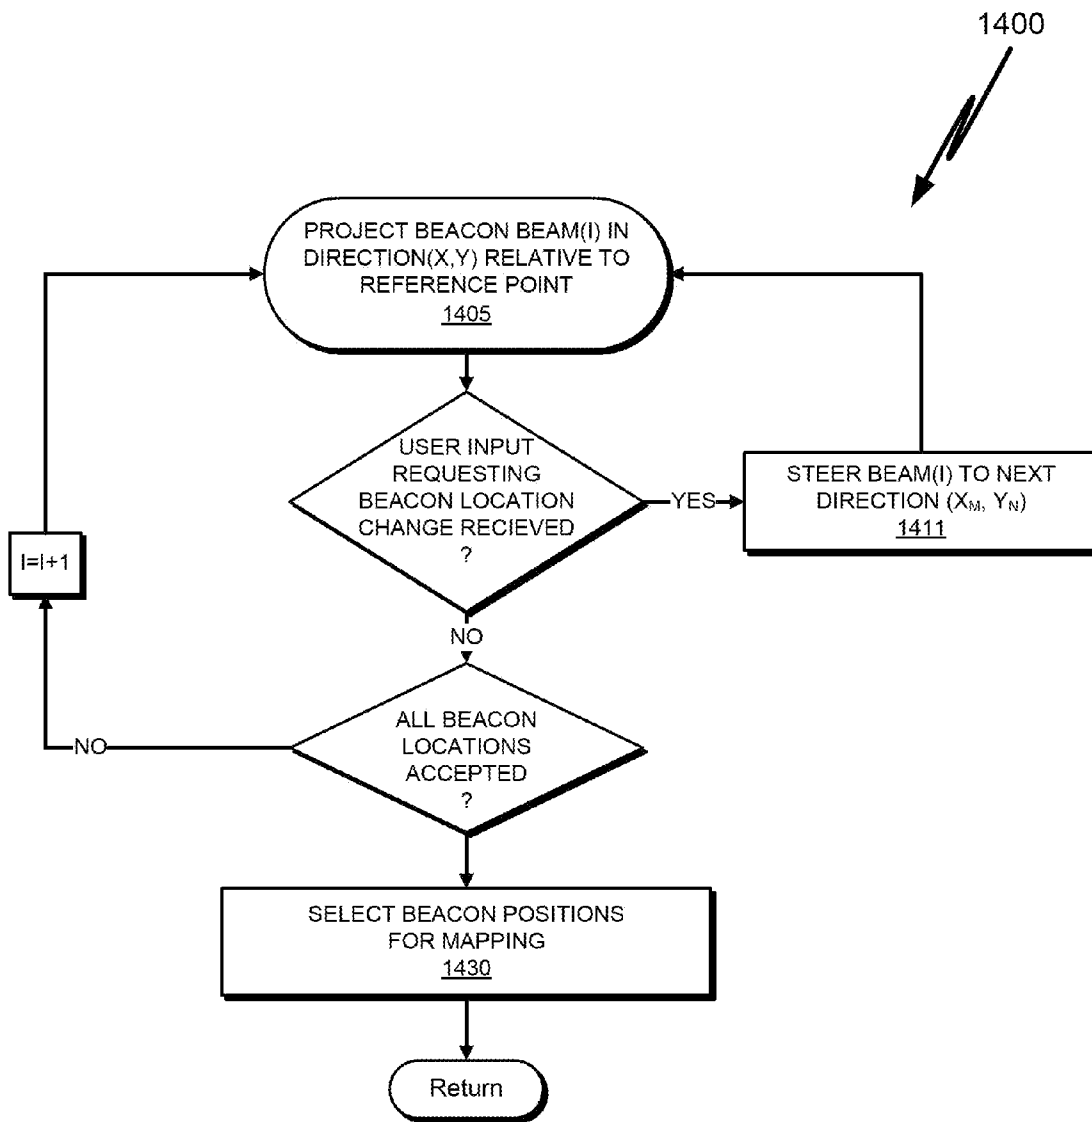 1400
PROJECT BEACON BEAM(I) IN
DIRECTION(X,Y) RELATIVE TO
REFERENCE POINT
1405
USER INPUT
REQUESTING
BEACON LOCATION
CHANGE RECIEVED
?
YES
STEER BEAM(I) TO NEXT
DIRECTION (XM, YN)
1411
I=I+1
NO
ALL BEACON
LOCATIONS
ACCEPTED
?
NO
SELECT BEACON POSITIONS
FOR MAPPING
1430
Return